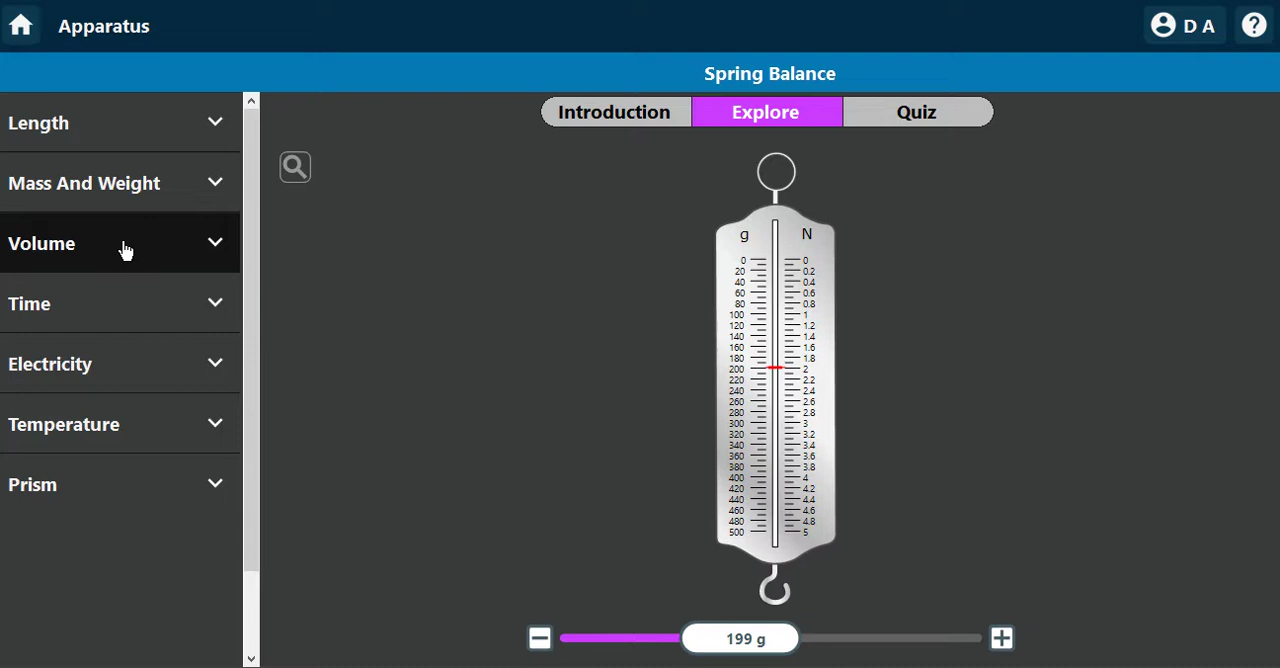 Apparatus
D A
Spring Balance
Introduction
Explore
Quiz
Length
Mass And Weight
Volume
Time
Electricity
Temperature
Prism
g N
0 0
20 0.2
40 0.4
60 0.6
80 0.8
100 1
120 1.2
140 1.4
160 1.6
180 1.8
200 2
220 2.2
240 2.4
260 2.6
280 2.8
300 3
320 3.2
340 3.4
360 3.6
380 3.8
400 4
420 4.2
440 4.4
460 4.6
480 4.8
500 5
199 g